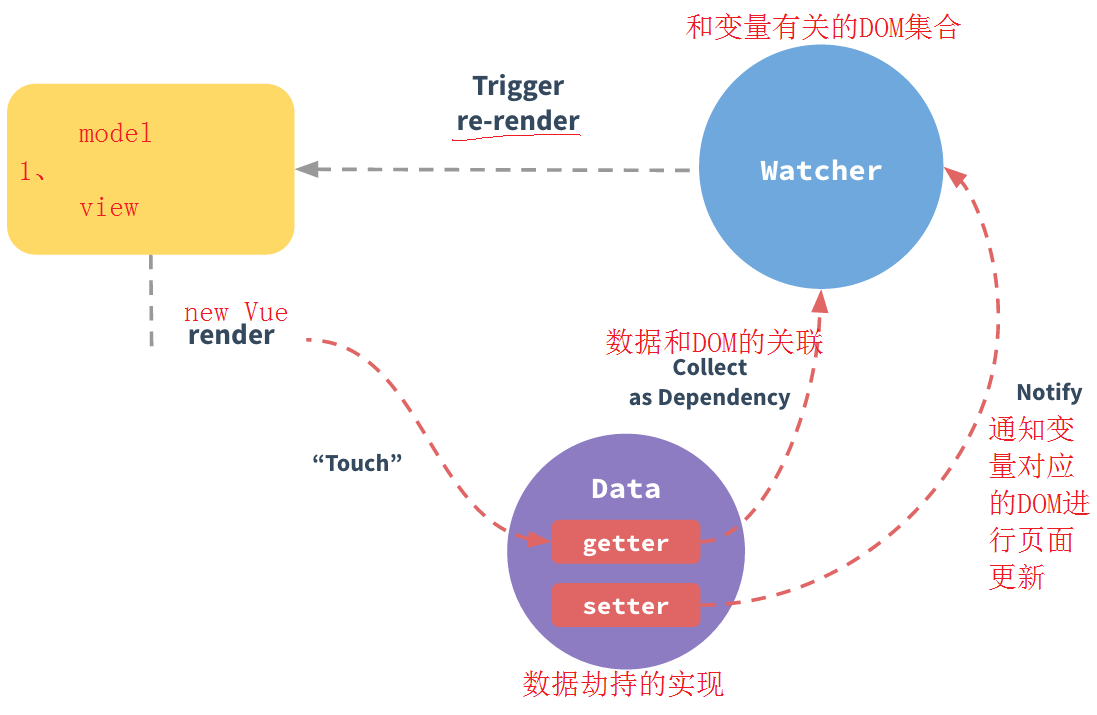 和变量有关的DOM集合
Trigger
re-render
model
1、
view
Watcher
new Vue
render
数据和DOM的关联
Collect
as Dependency
Notify
通知变
量对应
的DOM进
行页面
更新
“Touch”
Data
getter
setter
数据劫持的实现